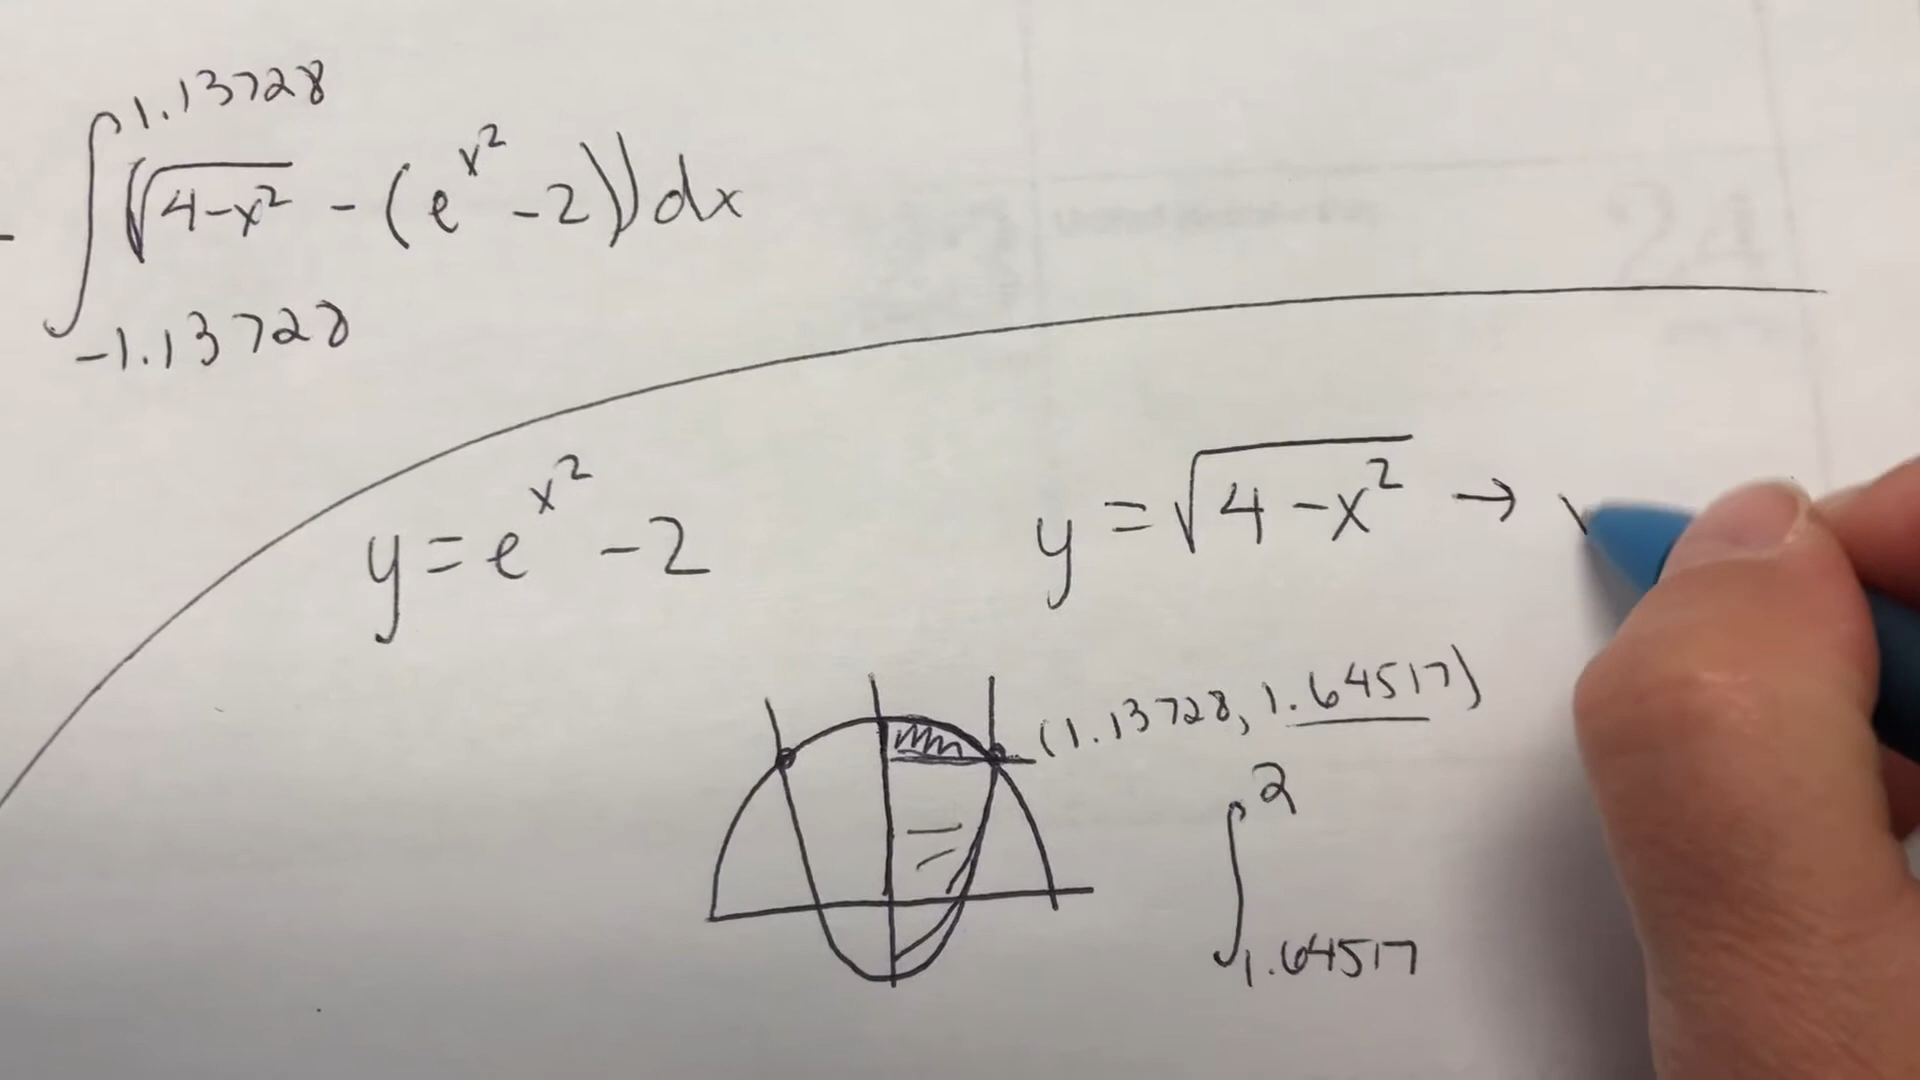 ∫ 1.13728
-1.13728
(√4-x² - (e^x² -2))dx
y = e^x² -2
y = √4-x² →
(1.13728, 1.64517)
∫ 2
1.64517